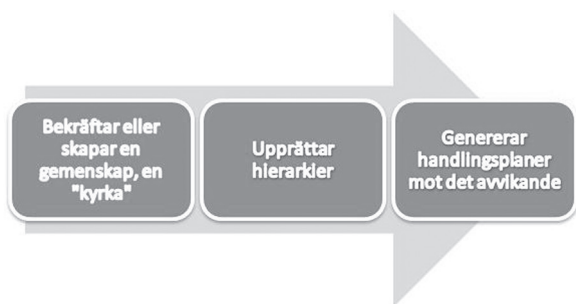 Bekräftar eller
skapar en
gemenskap, en
"kyrka"
Upprättar
hierarkier
Genererar
handlingsplaner
mot det avvikande